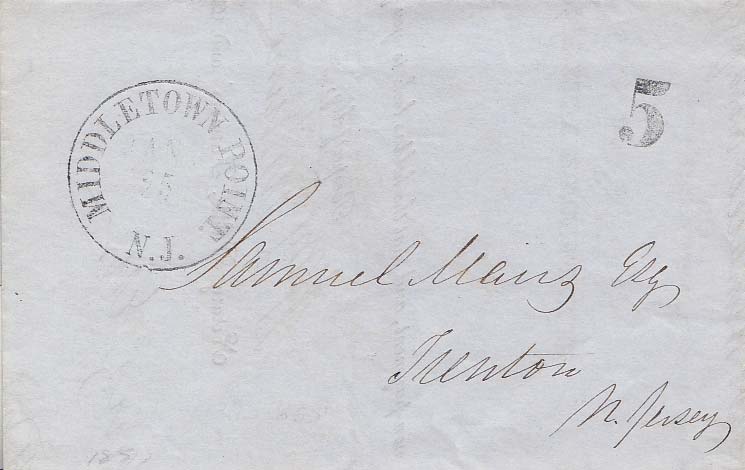 MIDDLETOWN POINT
N.J.
5
Samuel Mairs Esq
Trenton
N. Jersey